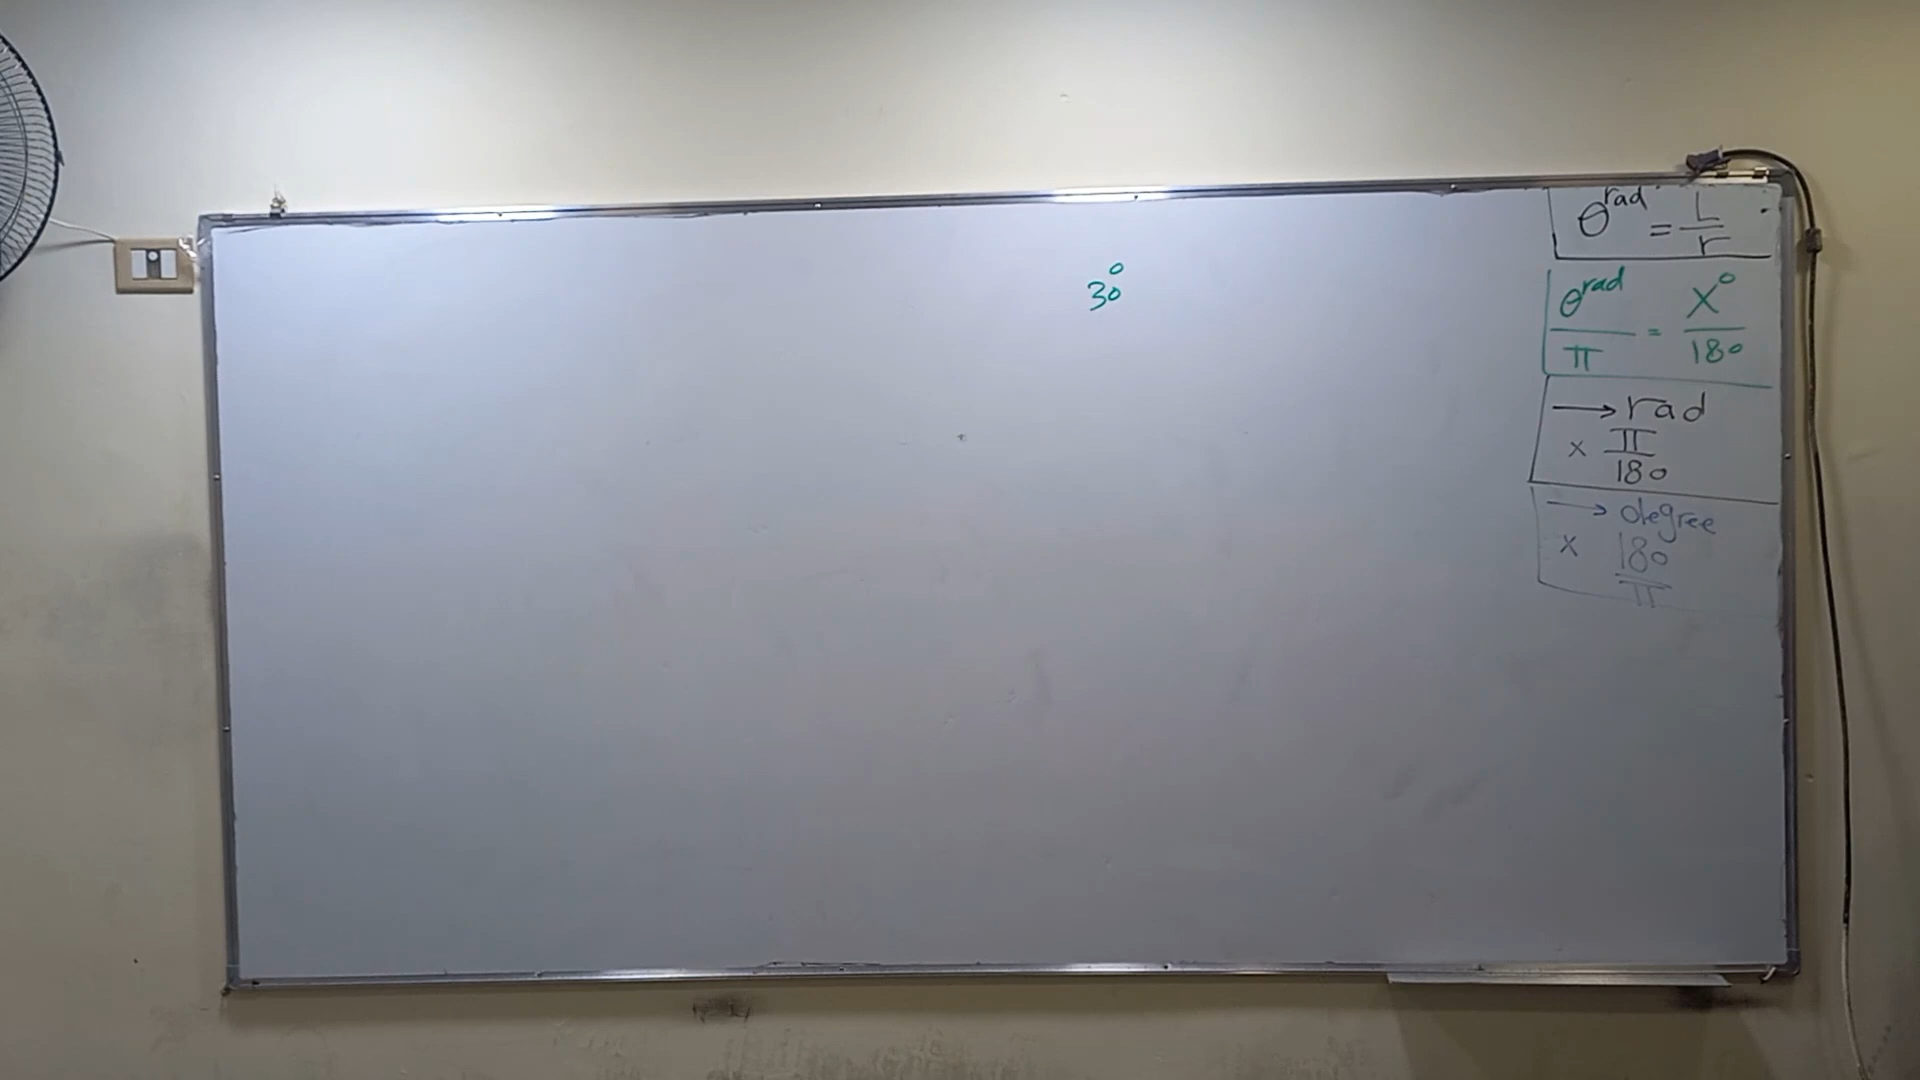 30°
θ^rad = L/r
θ^rad/π = x°/180
→ rad
× π/180
→ degree
× 180/π